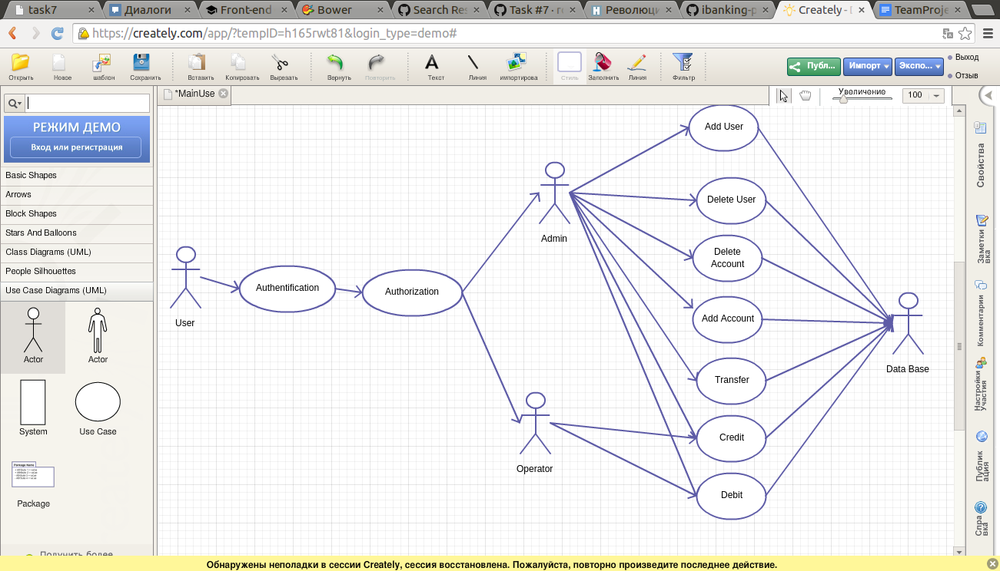 task7
Диалоги
Front-end
Bower
Search Res
Task #7 · r
Революци
ibanking-p
Creately - D
TeamProje
https://creately.com/app/?tempID=h165rwt81&login_type=demo#
Открыть
Новое
шаблон
Сохранить
Вставить
Копировать
Вырезать
Вернуть
Повторить
Текст
Линия
импортирова
Стиль
Заполнить
Линия
Фильтр
Публ...
Импорт
Экспо...
Выход
Отзыв
*MainUse
Увеличение
100
РЕЖИМ ДЕМО
Вход или регистрация
Basic Shapes
Arrows
Block Shapes
Stars And Balloons
Class Diagrams (UML)
People Silhouettes
Use Case Diagrams (UML)
Actor
Actor
System
Use Case
Package Name
Package
Получить более
User
Authentification
Authorization
Admin
Operator
Add User
Delete User
Delete
Account
Add Account
Transfer
Credit
Debit
Data Base
Свойства
Заметки
вка
Комментарии
Настройки
Участия
Публик
ация
Спра
вка
Обнаружены неполадки в сессии Creately, сессия восстановлена. Пожалуйста, повторно произведите последнее действие.